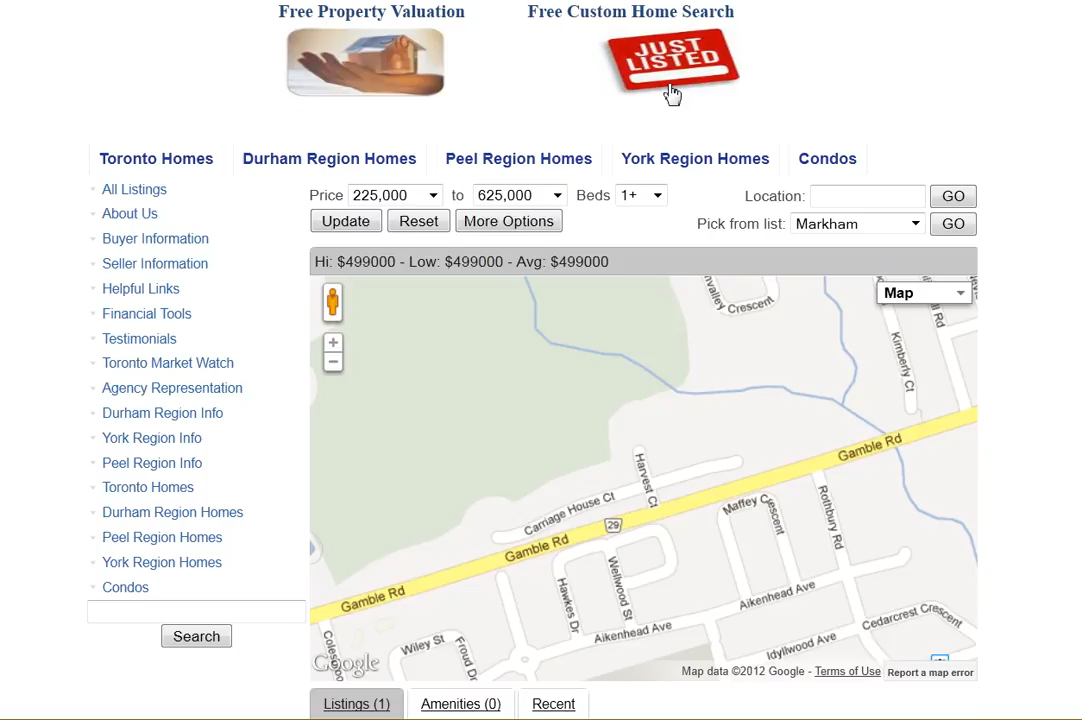 Free Property Valuation
Free Custom Home Search
JUST LISTED
Toronto Homes
Durham Region Homes
Peel Region Homes
York Region Homes
Condos
All Listings
About Us
Buyer Information
Seller Information
Helpful Links
Financial Tools
Testimonials
Toronto Market Watch
Agency Representation
Durham Region Info
York Region Info
Peel Region Info
Toronto Homes
Durham Region Homes
Peel Region Homes
York Region Homes
Condos
Search
Price 225,000 to 625,000 Beds 1+
Update Reset More Options
Location: GO
Pick from list: Markham GO
Hi: $499000 - Low: $499000 - Avg: $499000
Map
+
−
Crescent
Rd
Kimberly Ct
Gamble Rd
Harvest Ct
Carriage House Ct
29
Gamble Rd
Maffey Crescent
Rothbury Rd
Gamble Rd
Hawkes Dr
Wellwood St
Aikenhead Ave
Aikenhead Ave
Cedarcrest Crescent
Wiley St
Idyllwood Ave
Google
Map data ©2012 Google - Terms of Use
Report a map error
Listings (1)
Amenities (0)
Recent